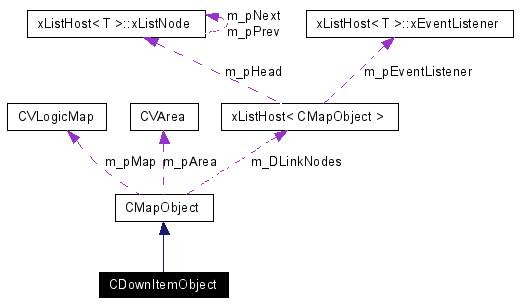 xListHost< T >::xListNode
m_pNext
m_pPrev
xListHost< T >::xEventListener
m_pHead
m_pEventListener
CVLogicMap
CVArea
xListHost< CMapObject >
m_pMap
m_pArea
m_DLinkNodes
CMapObject
CDownItemObject